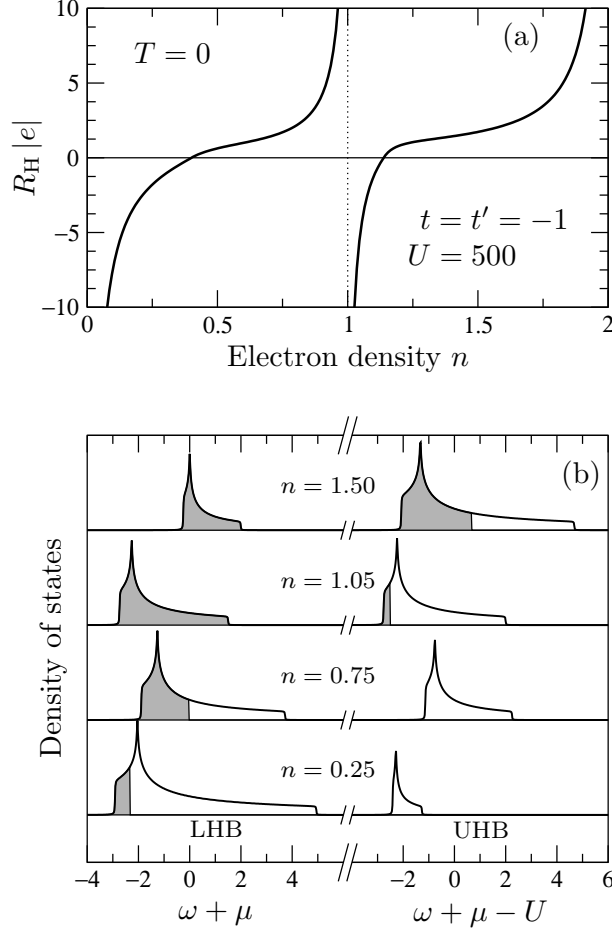 (a)
T = 0
t = t′ = −1
U = 500
R_H |e|
10
5
0
−5
−10
0
0.5
1
1.5
2
Electron density n
(b)
n = 1.50
n = 1.05
n = 0.75
n = 0.25
LHB
UHB
Density of states
−4
−2
0
2
4
−2
0
2
4
6
ω + μ
ω + μ − U